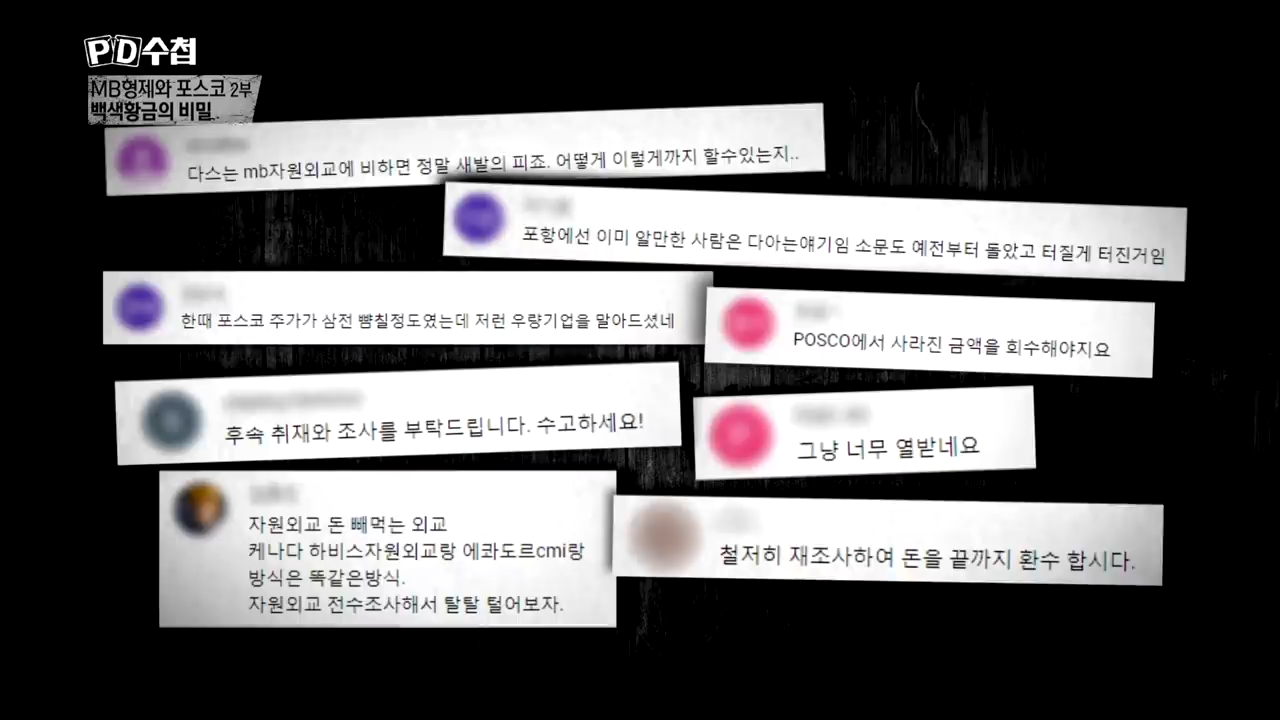 PD수첩
MB형제와 포스코 2부
백색황금의 비밀
다스는 mb자원외교에 비하면 정말 새발의 피죠. 어떻게 이렇게까지 할수있는지..
포항에선 이미 알만한 사람은 다아는얘기임 소문도 예전부터 돌았고 터질게 터진거임
한때 포스코 주가가 삼전 뺨칠정도였는데 저런 우량기업을 말아드셨네
POSCO에서 사라진 금액을 회수해야지요
후속 취재와 조사를 부탁드립니다. 수고하세요!
그냥 너무 열받네요
자원외교 돈 빼먹는 외교
케나다 하비스자원외교랑 에콰도르cmi랑
방식은 똑같은방식.
자원외교 전수조사해서 탈탈 털어보자.
철저히 재조사하여 돈을 끝까지 환수 합시다.